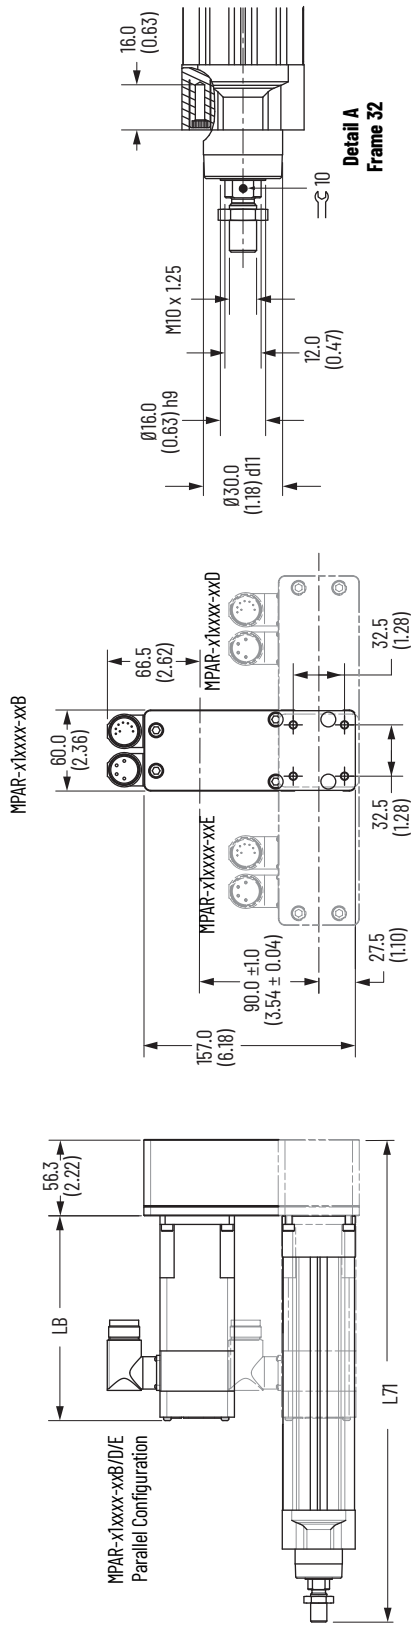 MPAR-x1xxxx-xxB/D/E
Parallel Configuration
LB
56.3
(2.22)
L71
MPAR-x1xxxx-xxB
60.0
(2.36)
66.5
(2.62)
MPAR-x1xxxx-xxE
MPAR-x1xxxx-xxD
157.0
(6.18)
90.0 ±1.0
(3.54 ± 0.04)
27.5
(1.10)
32.5
(1.28)
32.5
(1.28)
16.0
(0.63)
Ø30.0
(1.18) d11
Ø16.0
(0.63) h9
M10 x 1.25
12.0
(0.47)
10
Detail A
Frame 32